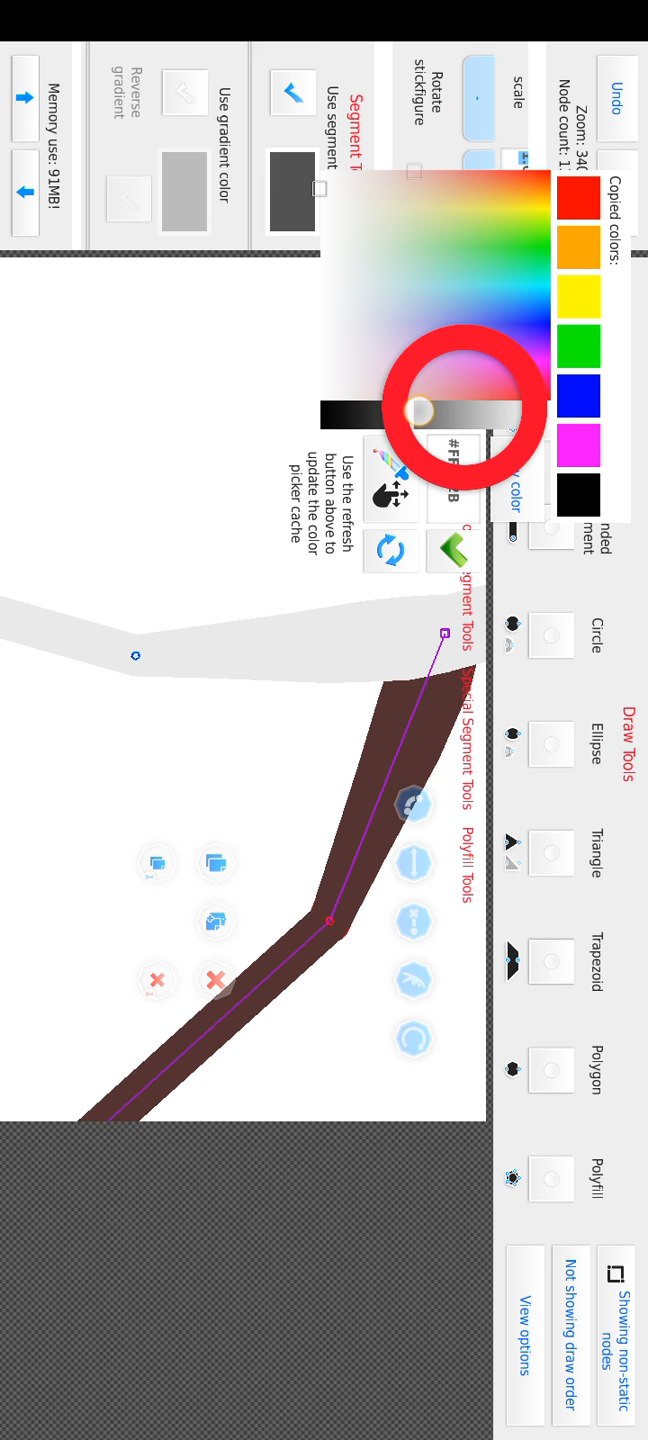 Undo
Zoom: 340
Node count: 1
scale
Rotate
stickfigure
Segment T
Use segment
Use gradient color
Reverse
gradient
Memory use: 91MB!
Copied colors:
color
#FF
2B
Use the refresh
button above to
update the color
picker cache
nded
ment
Circle
Ellipse
Triangle
Trapezoid
Polygon
Polyfill
Draw Tools
egment Tools
Special Segment Tools
Polyfill Tools
Showing non-static
nodes
Not showing draw order
View options